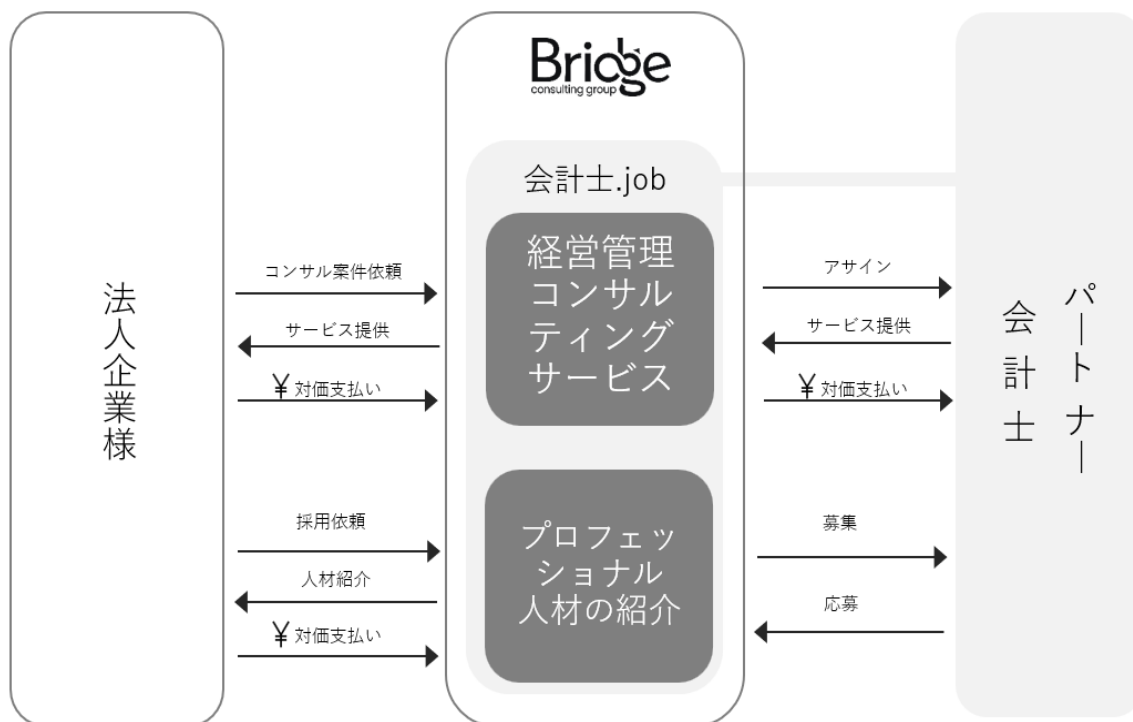 Bridge
consulting group
会計士.job
経営管理
コンサル
ティング
サービス
コンサル案件依頼
サービス提供
¥ 対価支払い
アサイン
サービス提供
¥ 対価支払い
法人企業様
パートナー
会計士
プロフェッ
ショナル
人材の紹介
採用依頼
人材紹介
¥ 対価支払い
募集
応募